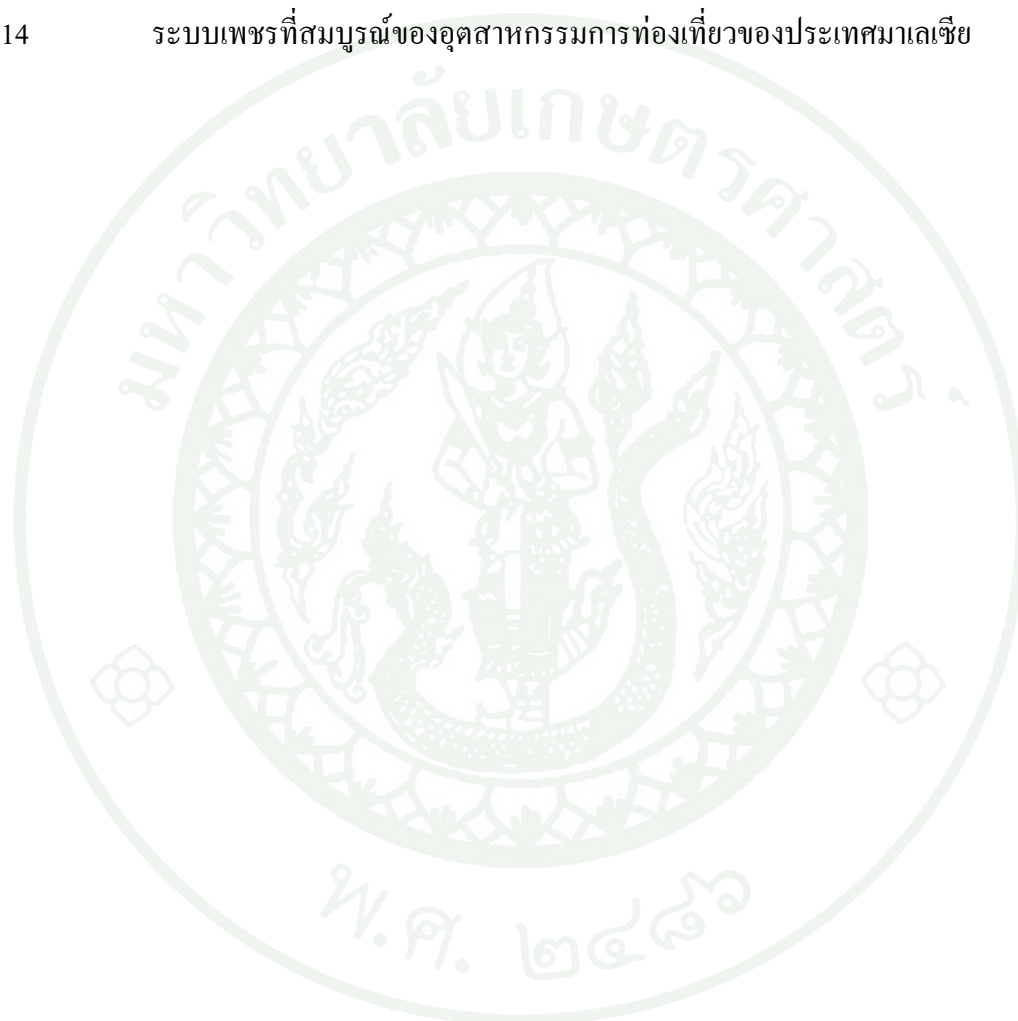 14 ระบบเพชรที่สมบูรณ์ของอุตสาหกรรมการท่องเที่ยวของประเทศมาเลเซีย
มหาวิทยาลัยเกษตรศาสตร์
พ.ศ. ๒๔๘๖